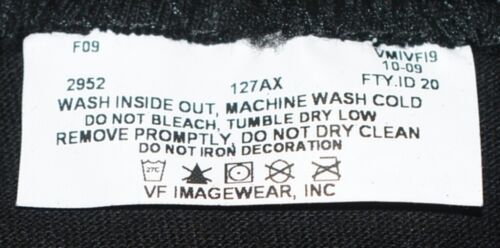 F09 VMIVFI9
10-09
2952 127AX FTY.ID 20
WASH INSIDE OUT, MACHINE WASH COLD
DO NOT BLEACH, TUMBLE DRY LOW
REMOVE PROMPTLY, DO NOT DRY CLEAN
DO NOT IRON DECORATION
27C
VF IMAGEWEAR, INC